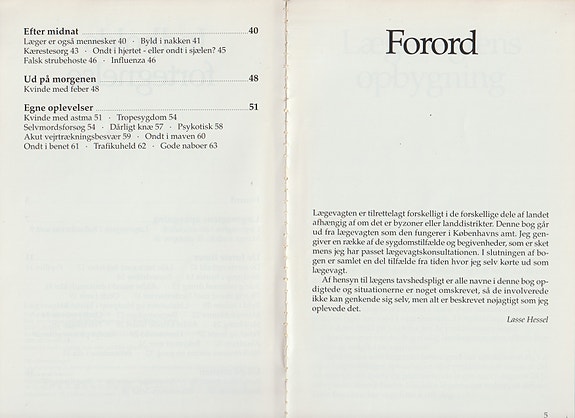 Efter midnat 40
Læger er også mennesker 40 · Byld i nakken 41
Kærestesorg 43 · Ondt i hjertet - eller ondt i sjælen? 45
Falsk strubehoste 46 · Influenza 46
Ud på morgenen 48
Kvinde med feber 48
Egne oplevelser 51
Kvinde med astma 51 · Tropesygdom 54
Selvmordsforsøg 54 · Dårligt knæ 57 · Psykotisk 58
Akut vejrtrækningsbesvær 59 · Ondt i maven 60
Ondt i benet 61 · Trafikuheld 62 · Gode naboer 63
Forord
Lægevagten er tilrettelagt forskelligt i de forskellige dele af landet
afhængig af om det er byzoner eller landdistrikter. Denne bog går
ud fra lægevagten som den fungerer i Københavns amt. Jeg gen-
giver en række af de sygdomstilfælde og begivenheder, som er sket
mens jeg har passet lægevagtskonsultationen. I slutningen af bo-
gen er samlet en del tilfælde fra tiden hvor jeg selv kørte ud som
lægevagt.
Af hensyn til lægens tavshedspligt er alle navne i denne bog op-
digtede og situationerne er noget omskrevet, så de involverede
ikke kan genkende sig selv, men alt er beskrevet nøjagtigt som jeg
oplevede det.
Lasse Hessel
5